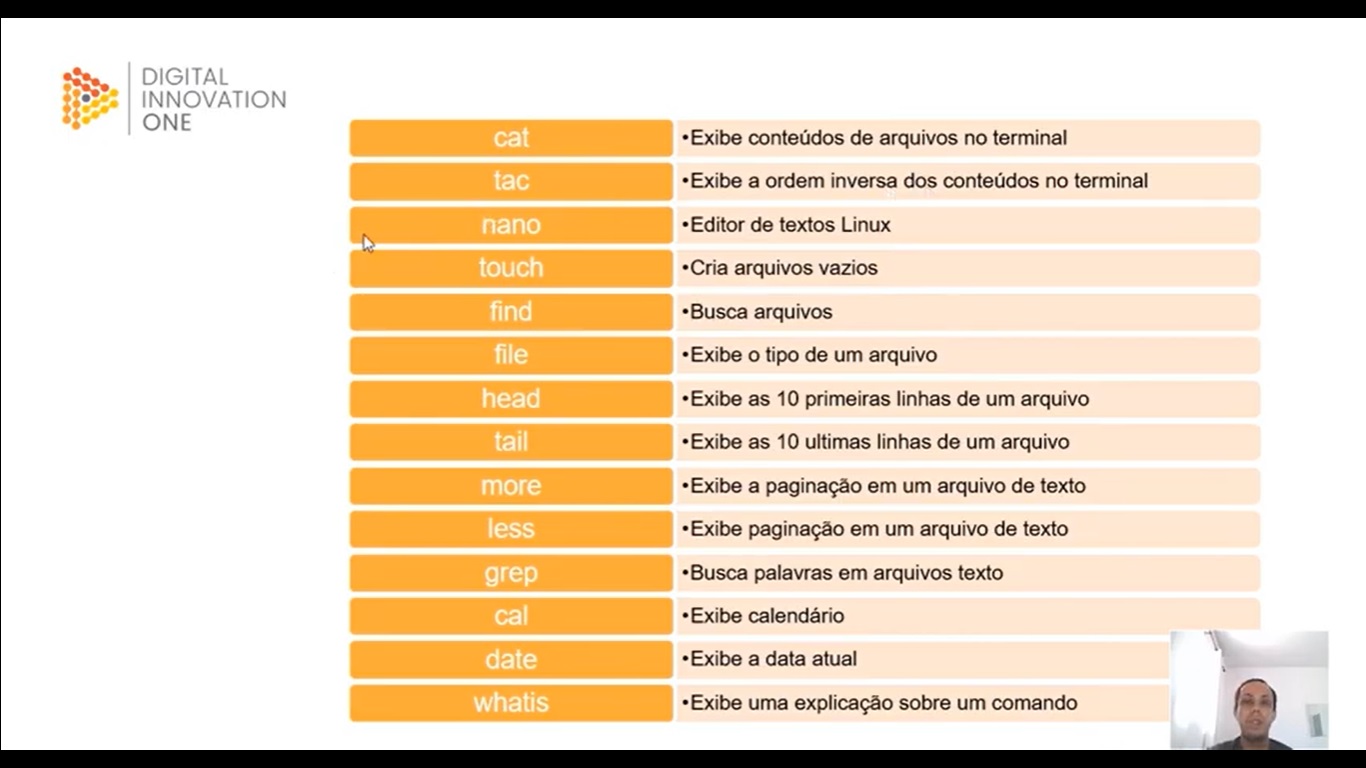 DIGITAL
INNOVATION
ONE
cat •Exibe conteúdos de arquivos no terminal
tac •Exibe a ordem inversa dos conteúdos no terminal
nano •Editor de textos Linux
touch •Cria arquivos vazios
find •Busca arquivos
file •Exibe o tipo de um arquivo
head •Exibe as 10 primeiras linhas de um arquivo
tail •Exibe as 10 ultimas linhas de um arquivo
more •Exibe a paginação em um arquivo de texto
less •Exibe paginação em um arquivo de texto
grep •Busca palavras em arquivos texto
cal •Exibe calendário
date •Exibe a data atual
whatis •Exibe uma explicação sobre um comando